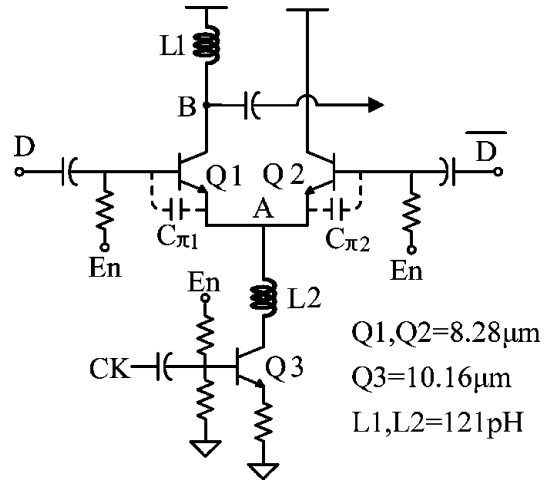 L1
B
D
D
Q1
Q2
A
Cπ1
Cπ2
En
En
En
L2
CK
Q3
Q1,Q2=8.28μm
Q3=10.16μm
L1,L2=121pH